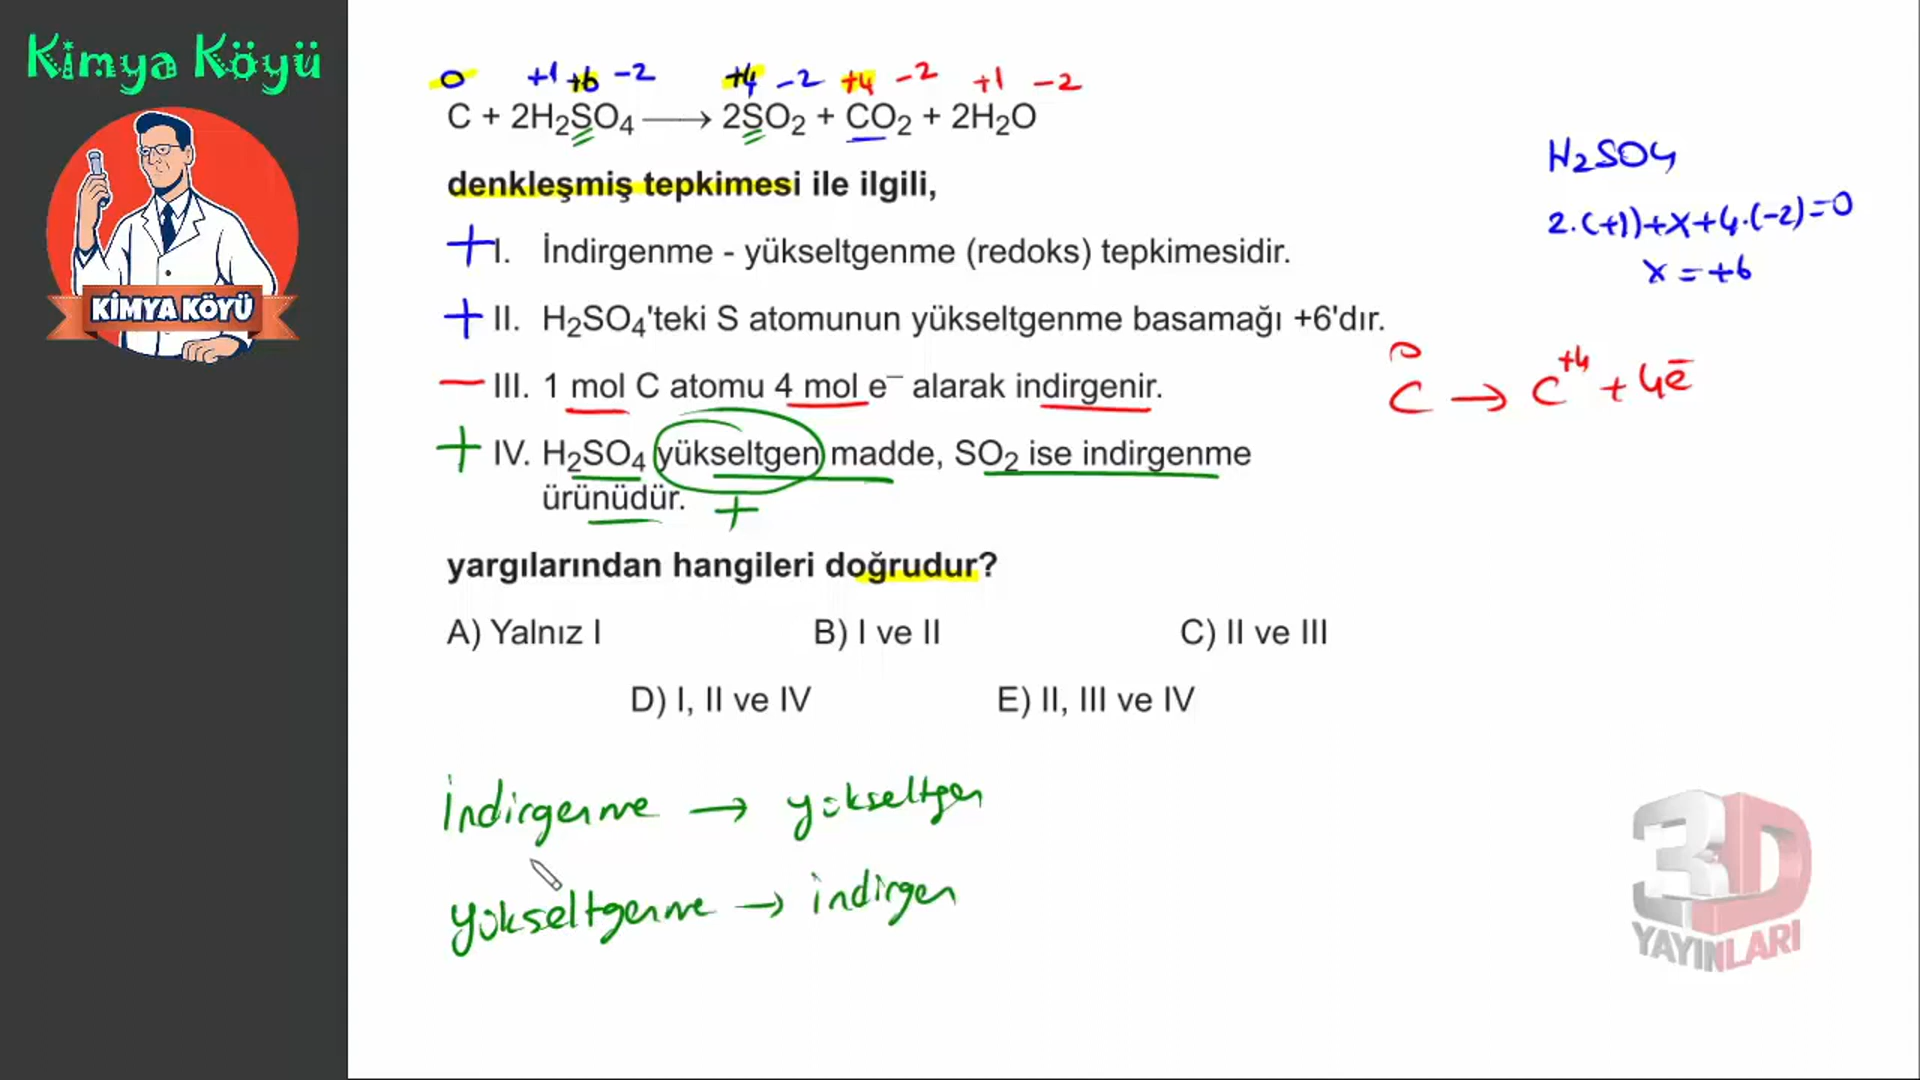 Kimya Köyü
KİMYA KÖYÜ
0 +1 +6 -2 +4 -2 +4 -2 +1 -2
C + 2H₂SO₄ ⟶ 2SO₂ + CO₂ + 2H₂O
denkleşmiş tepkimesi ile ilgili,
+ I. İndirgenme - yükseltgenme (redoks) tepkimesidir.
+ II. H₂SO₄'teki S atomunun yükseltgenme basamağı +6'dır.
— III. 1 mol C atomu 4 mol e⁻ alarak indirgenir.
+ IV. H₂SO₄ yükseltgen madde, SO₂ ise indirgenme
ürünüdür. +
yargılarından hangileri doğrudur?
A) Yalnız I B) I ve II C) II ve III
D) I, II ve IV E) II, III ve IV
H₂SO₄
2.(+1)+x+4.(-2)=0
x = +6
0
C → C⁺⁴ + 4e⁻
İndirgenme → yükseltgen
yükseltgenme → indirgen
3D
YAYINLARI